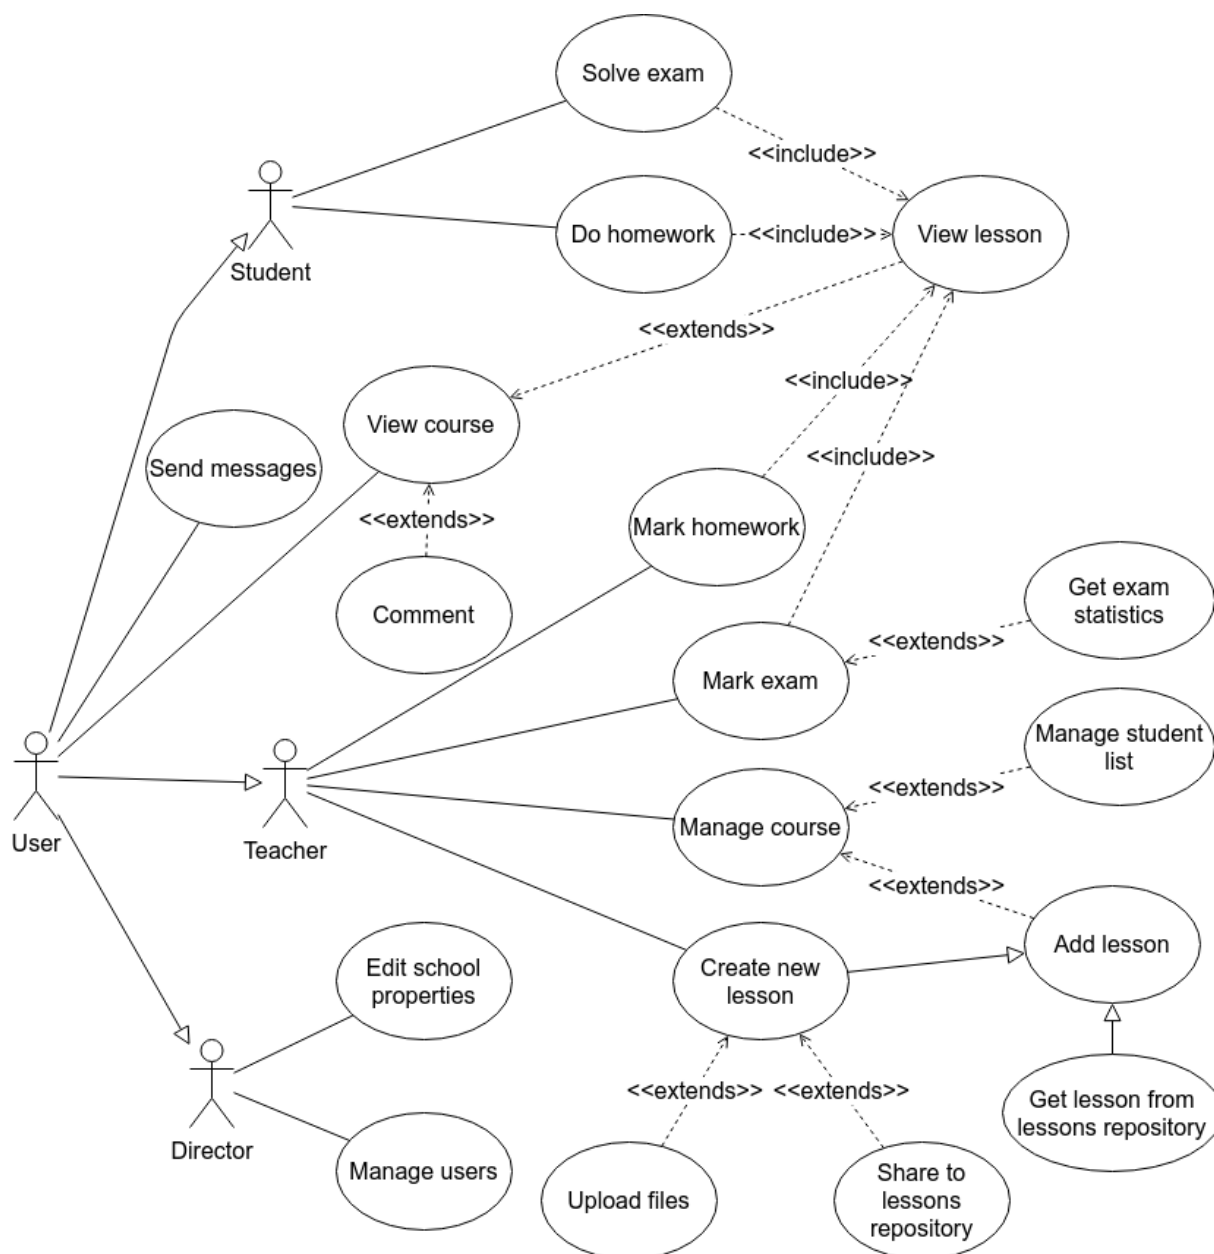 Solve exam
<<include>>
Do homework
<<include>>
View lesson
Student
<<extends>>
<<include>>
View course
Send messages
<<include>>
<<extends>>
Mark homework
Comment
Get exam
statistics
<<extends>>
Mark exam
Manage student
list
<<extends>>
Manage course
User
Teacher
<<extends>>
Add lesson
Edit school
properties
Create new
lesson
<<extends>>
<<extends>>
Get lesson from
lessons repository
Director
Manage users
Upload files
Share to
lessons
repository